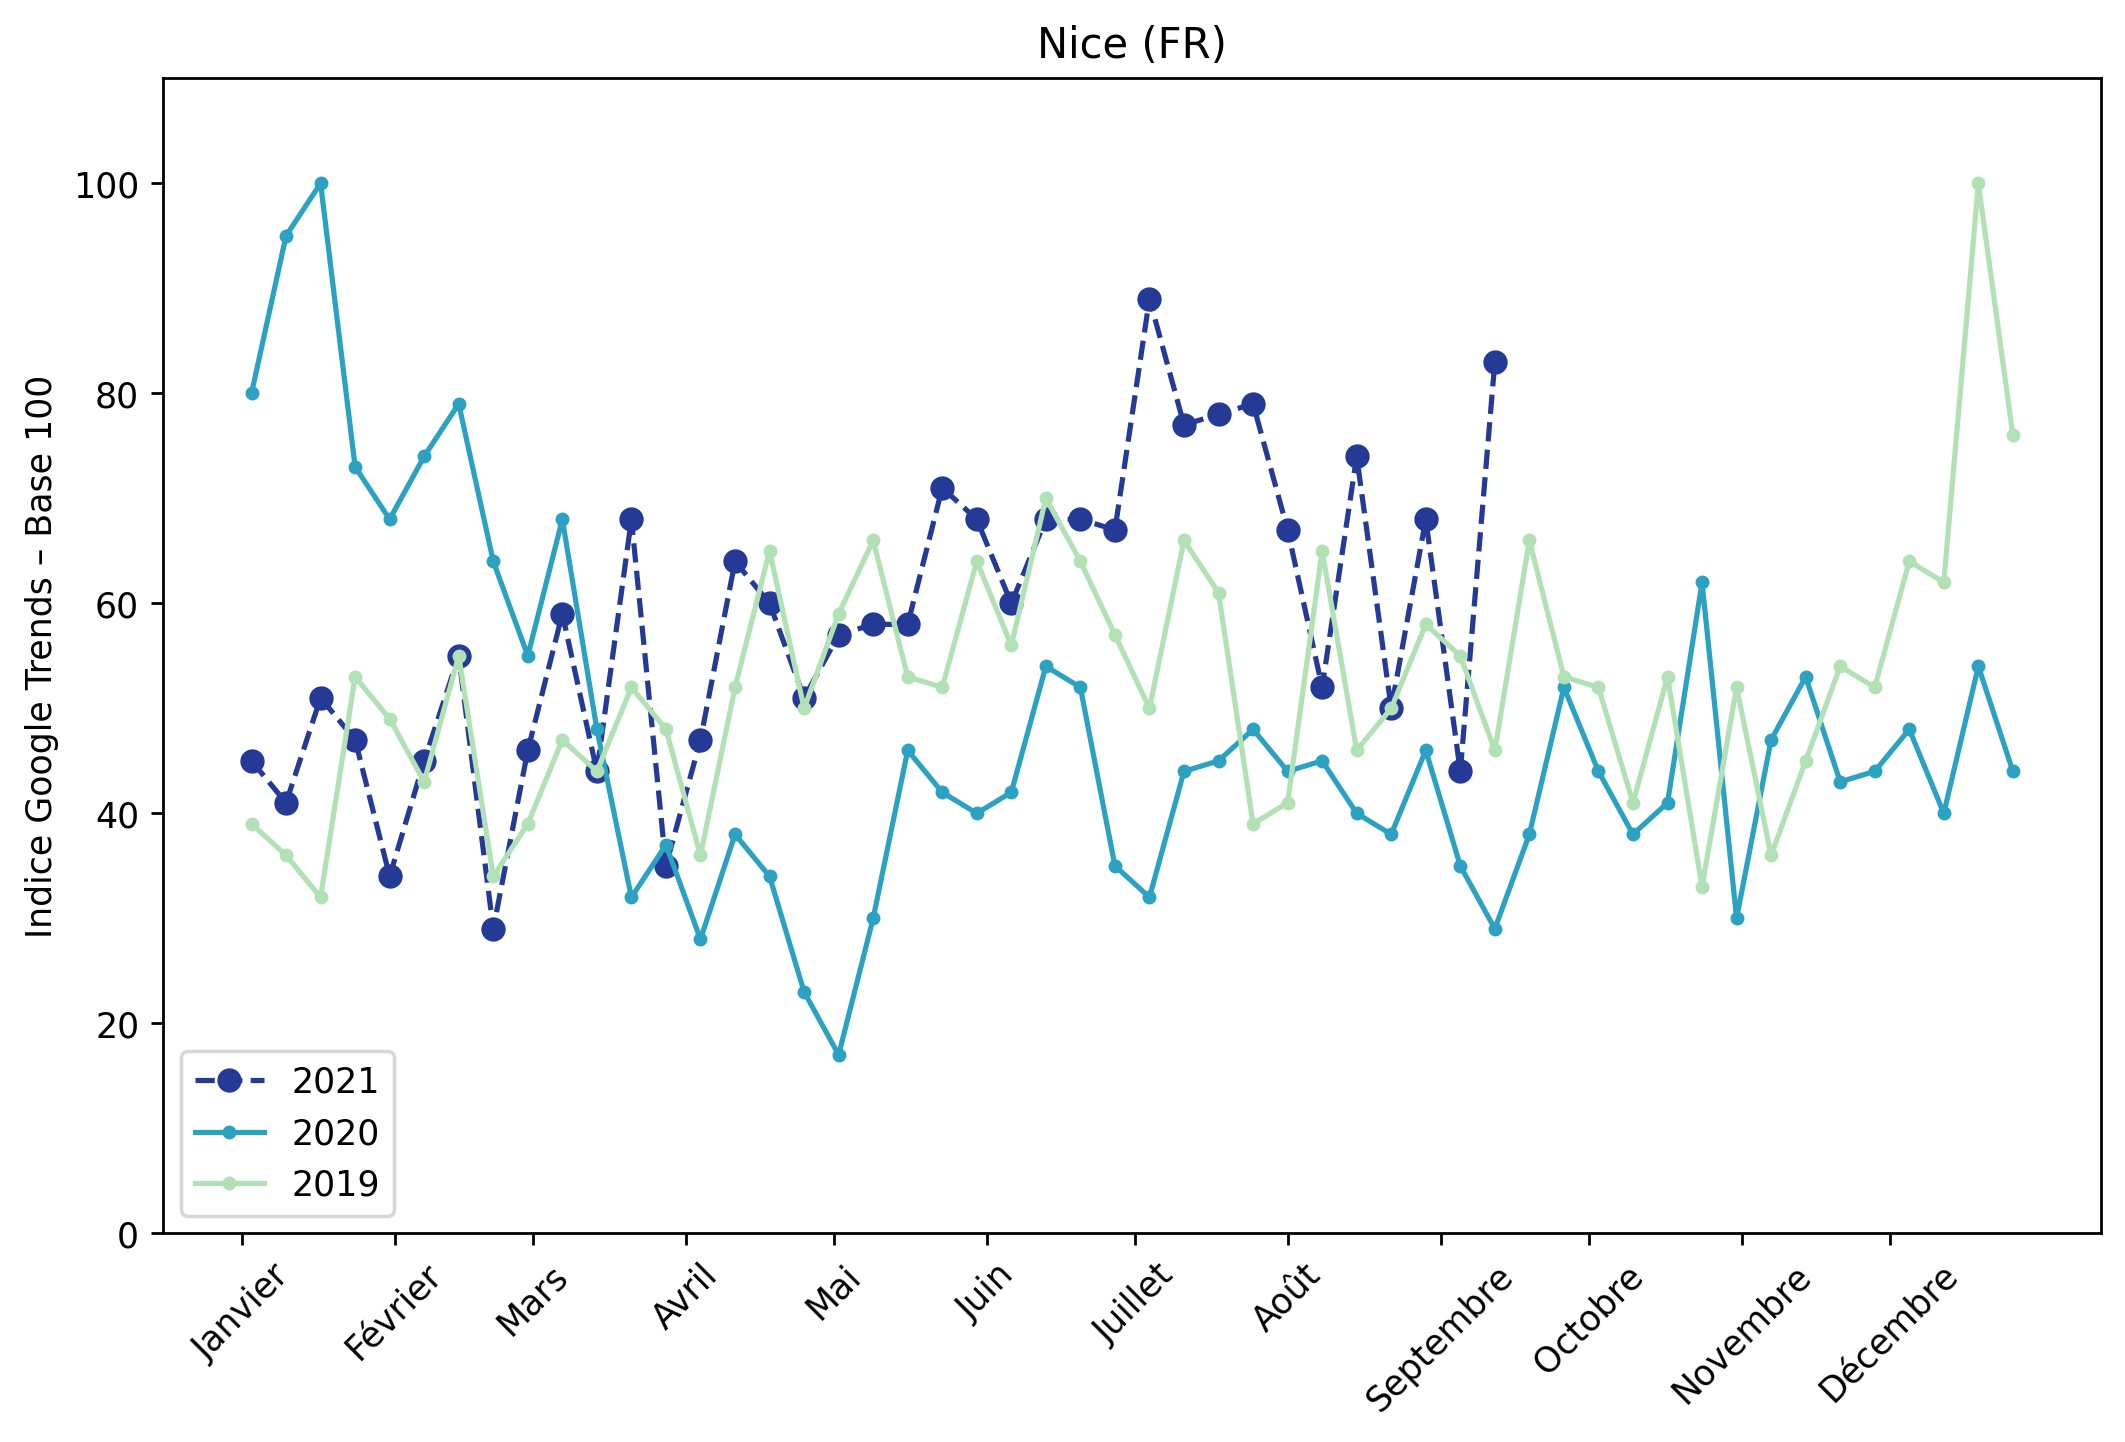 Nice (FR)
Indice Google Trends – Base 100
100
80
60
40
20
0
2021
2020
2019
Janvier
Février
Mars
Avril
Mai
Juin
Juillet
Août
Septembre
Octobre
Novembre
Décembre